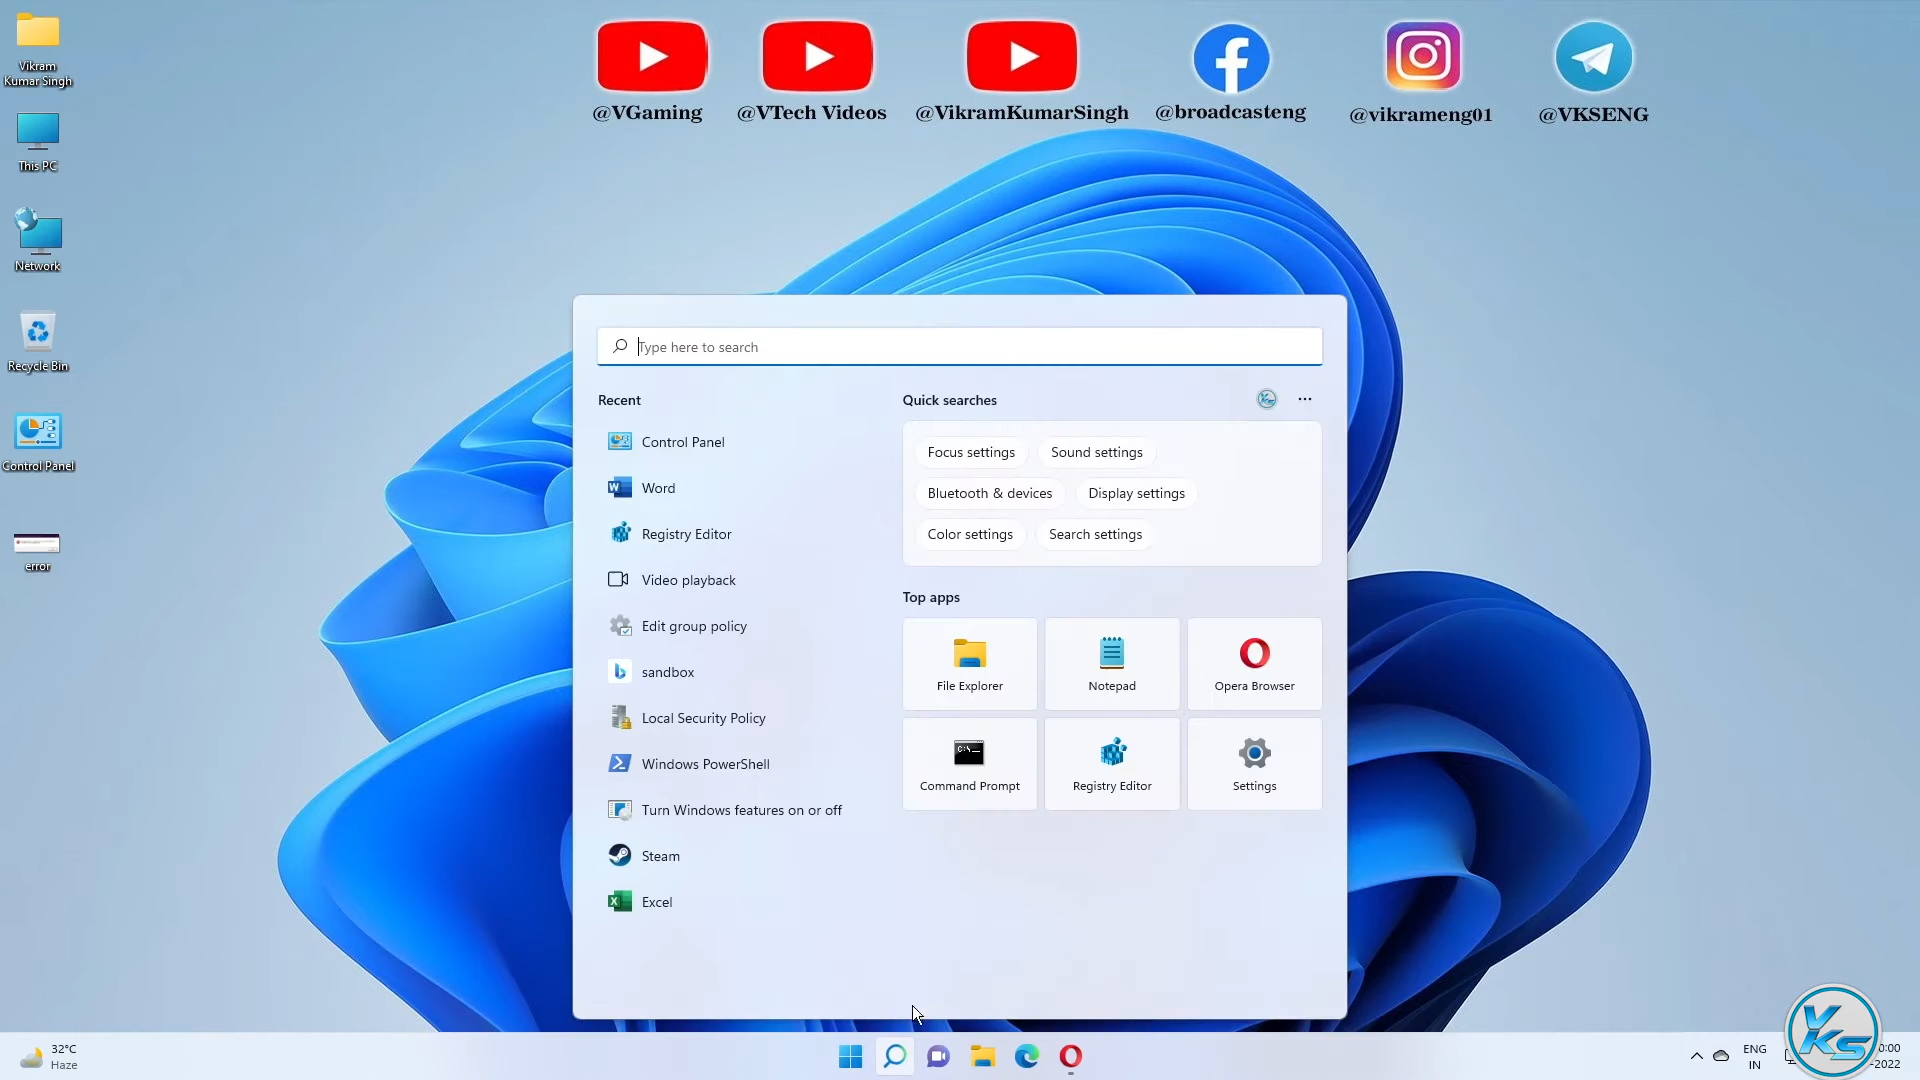 Vikram
Kumar Singh
This PC
Network
Recycle Bin
Control Panel
error
@VGaming
@VTech Videos
@VikramKumarSingh
@broadcasteng
@vikrameng01
@VKSENG
Type here to search
Recent
Control Panel
Word
Registry Editor
Video playback
Edit group policy
sandbox
Local Security Policy
Windows PowerShell
Turn Windows features on or off
Steam
Excel
Quick searches
Focus settings
Sound settings
Bluetooth & devices
Display settings
Color settings
Search settings
Top apps
File Explorer
Notepad
Opera Browser
Command Prompt
Registry Editor
Settings
32°C
Haze
ENG
IN
VKS
0:00
-2022